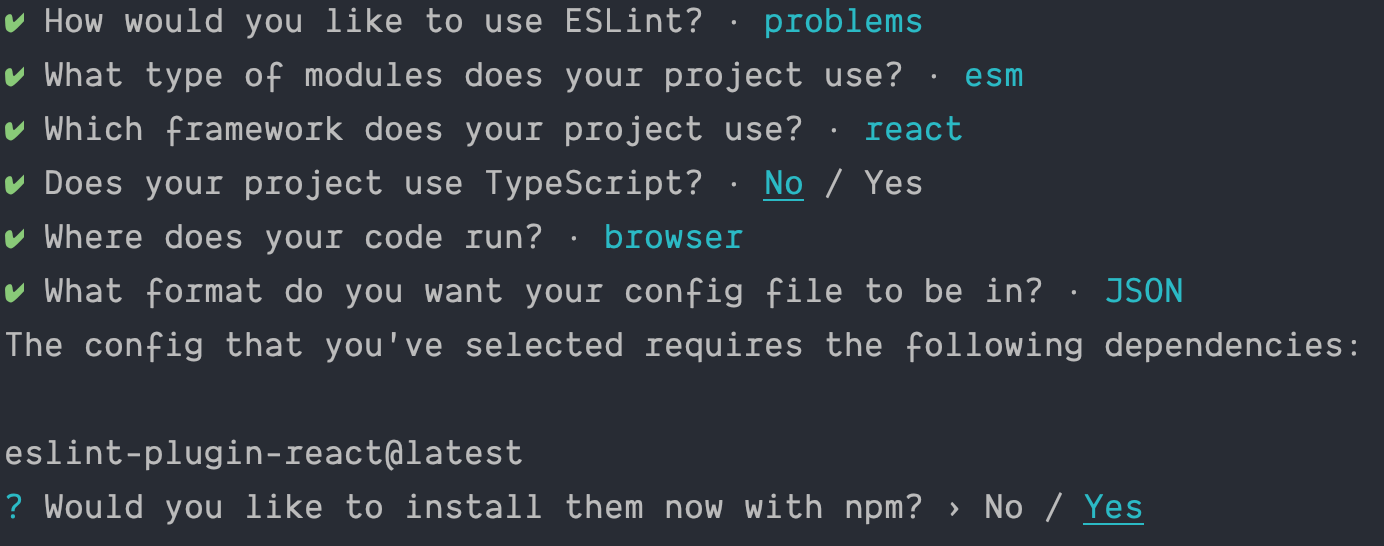 ✔ How would you like to use ESLint? · problems
✔ What type of modules does your project use? · esm
✔ Which framework does your project use? · react
✔ Does your project use TypeScript? · No / Yes
✔ Where does your code run? · browser
✔ What format do you want your config file to be in? · JSON
The config that you've selected requires the following dependencies:
eslint-plugin-react@latest
? Would you like to install them now with npm? › No / Yes